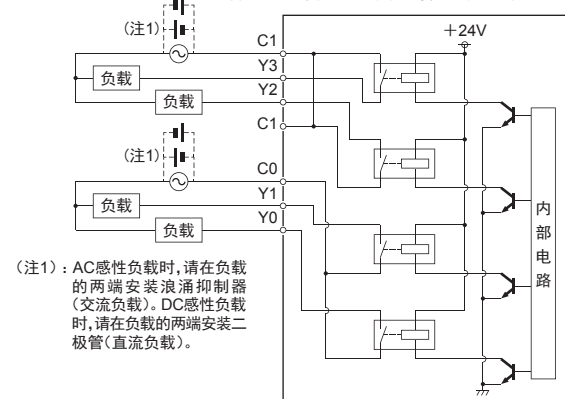 +24V
(注1)
C1
Y3
负载
Y2
负载
C1
(注1)
C0
Y1
负载
Y0
负载
内部电路
(注1):AC感性负载时,请在负载
的两端安装浪涌抑制器
(交流负载)。DC感性负载
时,请在负载的两端安装二
极管(直流负载)。